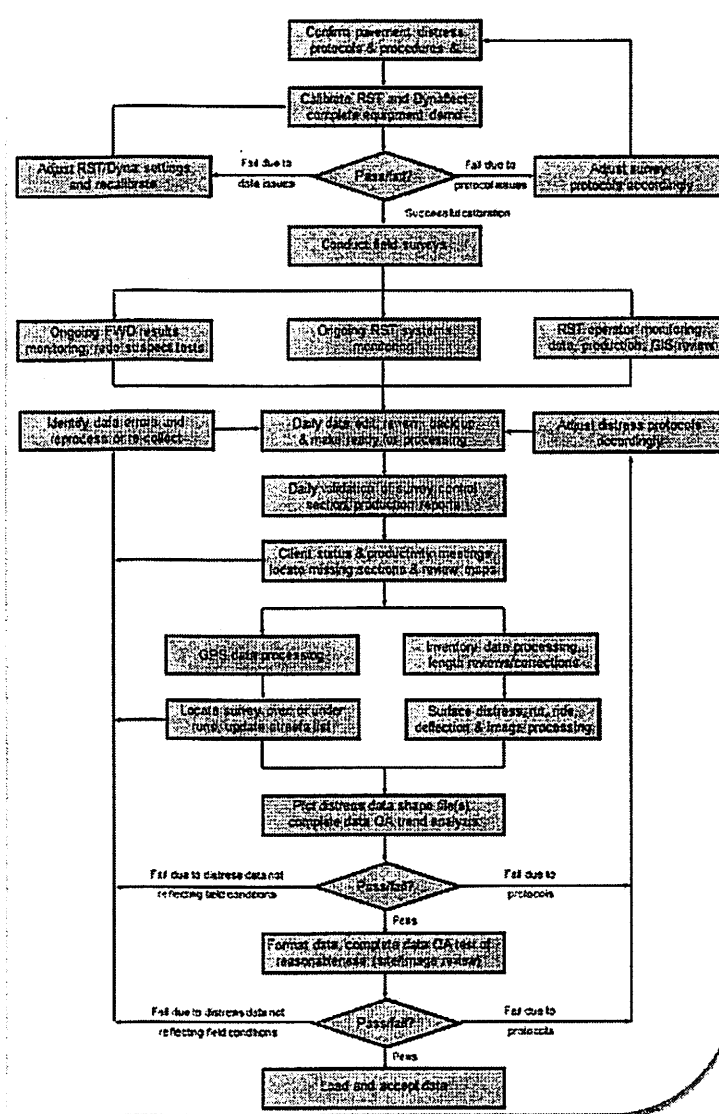 Confirm pavement distress
protocols & procedures &
Calibrate RST and Dynaflect
complete equipment demo
Adjust RST/Dyna settings
and recalibrate
Fail due to
data issues
Pass/fail?
Fail due to
protocol issues
Adjust survey
protocols accordingly
Successful calibration
Conduct field surveys
Ongoing FWD results
monitoring, redo suspect tests
Ongoing RST systems
monitoring
RST operator monitoring
data, production, GIS review
Identify data errors and
reprocess or re-collect
Daily data edit, review, back up
& make ready for processing
Adjust distress protocols
accordingly
Daily validation of survey control
section production reports
Client status & productivity meetings
locate missing sections & review maps
GPS data processing
Inventory data processing,
length reviews/corrections
Locate survey over or under
runs, update streets list
Surface distress, rut, ride,
deflection & image processing
Plot distress data shape file(s),
complete data QA trend analysis
Fail due to distress data not
reflecting field conditions
Pass/fail?
Fail due to
protocols
Pass
Format data, complete data QA test of
reasonableness (site/image review)
Fail due to distress data not
reflecting field conditions
Pass/fail?
Fail due to
protocols
Pass
Load and accept data